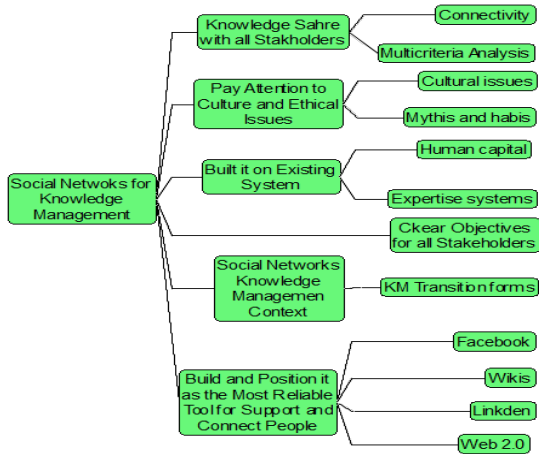 Social Netwoks for
Knowledge
Management
Knowledge Sahre
with all Stakholders
Connectivity
Multicriteria Analysis
Pay Attention to
Culture and Ethical
Issues
Cultural issues
Mythis and habis
Built it on Existing
System
Human capital
Expertise systems
Ckear Objectives
for all Stakeholders
Social Networks
Knowledge
Managemen
Context
KM Transition forms
Build and Position it
as the Most Reliable
Tool for Support and
Connect People
Facebook
Wikis
Linkden
Web 2.0